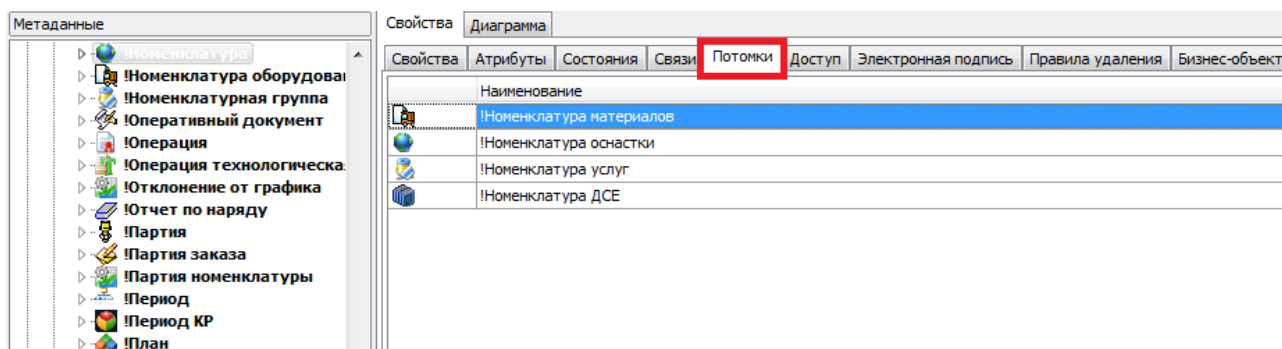 Метаданные
!Номенклатура
!Номенклатура оборудова
!Номенклатурная группа
!Оперативный документ
!Операция
!Операция технологическа
!Отклонение от графика
!Отчет по наряду
!Партия
!Партия заказа
!Партия номенклатуры
!Период
!Период КР
!План
Свойства Диаграмма
Свойства Атрибуты Состояния Связи Потомки Доступ Электронная подпись Правила удаления Бизнес-объект
Наименование
!Номенклатура материалов
!Номенклатура оснастки
!Номенклатура услуг
!Номенклатура ДСЕ